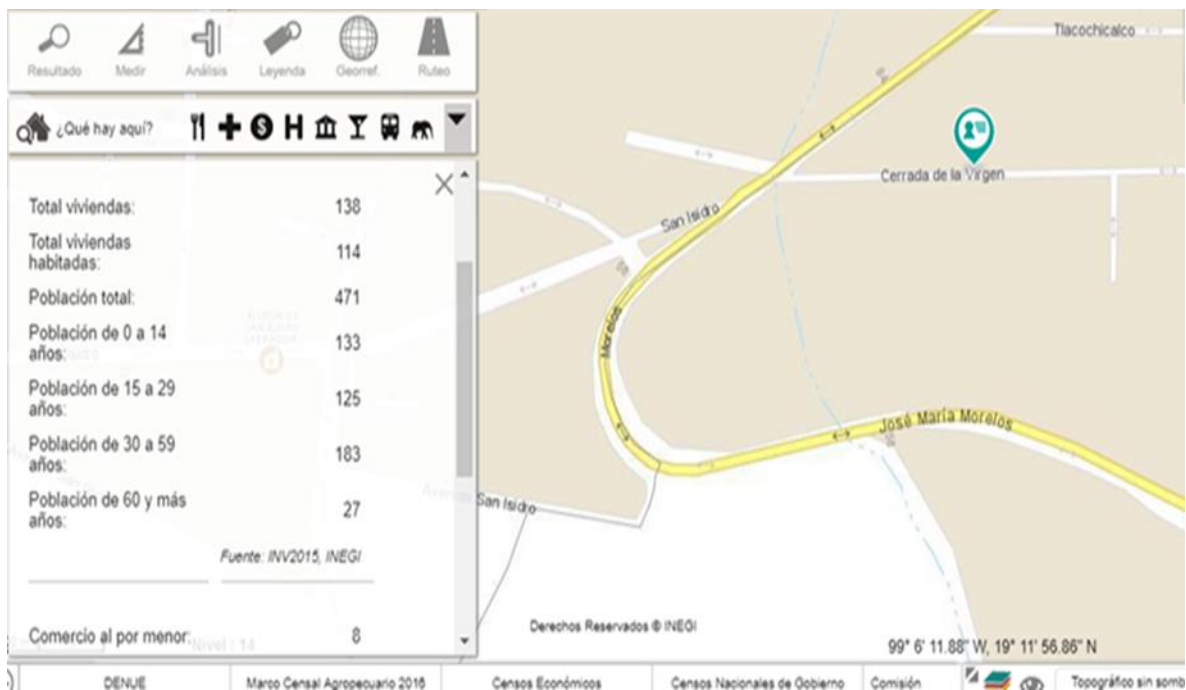 Resultado Medir Análisis Leyenda Georref. Ruteo
¿Qué hay aquí?
Total viviendas: 138
Total viviendas
habitadas: 114
Población total: 471
Población de 0 a 14
años: 133
Población de 15 a 29
años: 125
Población de 30 a 59
años: 183
Población de 60 y más
años: 27
Fuente: INV2015, INEGI
Comercio al por menor: 8
Nivel : 14
Tlacochicalco
Cerrada de la Virgen
San Isidro
Morelos
José María Morelos
San Isidro
Derechos Reservados © INEGI
99° 6' 11.88" W, 19° 11' 56.86" N
DENUE Marco Censal Agropecuario 2016 Censos Económicos Censos Nacionales de Gobierno Comisión Topográfico sin somb